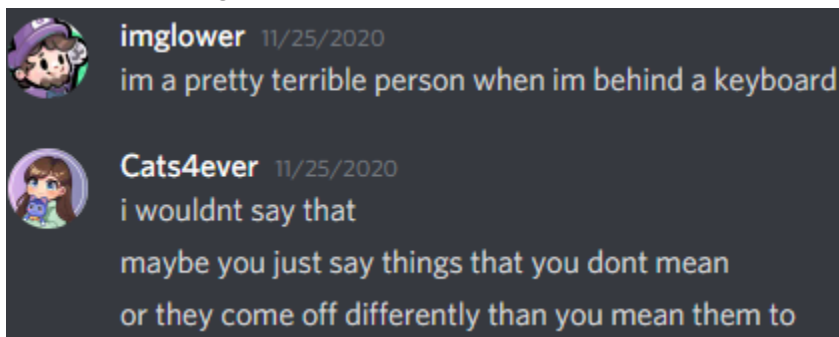 imglower 11/25/2020
im a pretty terrible person when im behind a keyboard
Cats4ever 11/25/2020
i wouldnt say that
maybe you just say things that you dont mean
or they come off differently than you mean them to